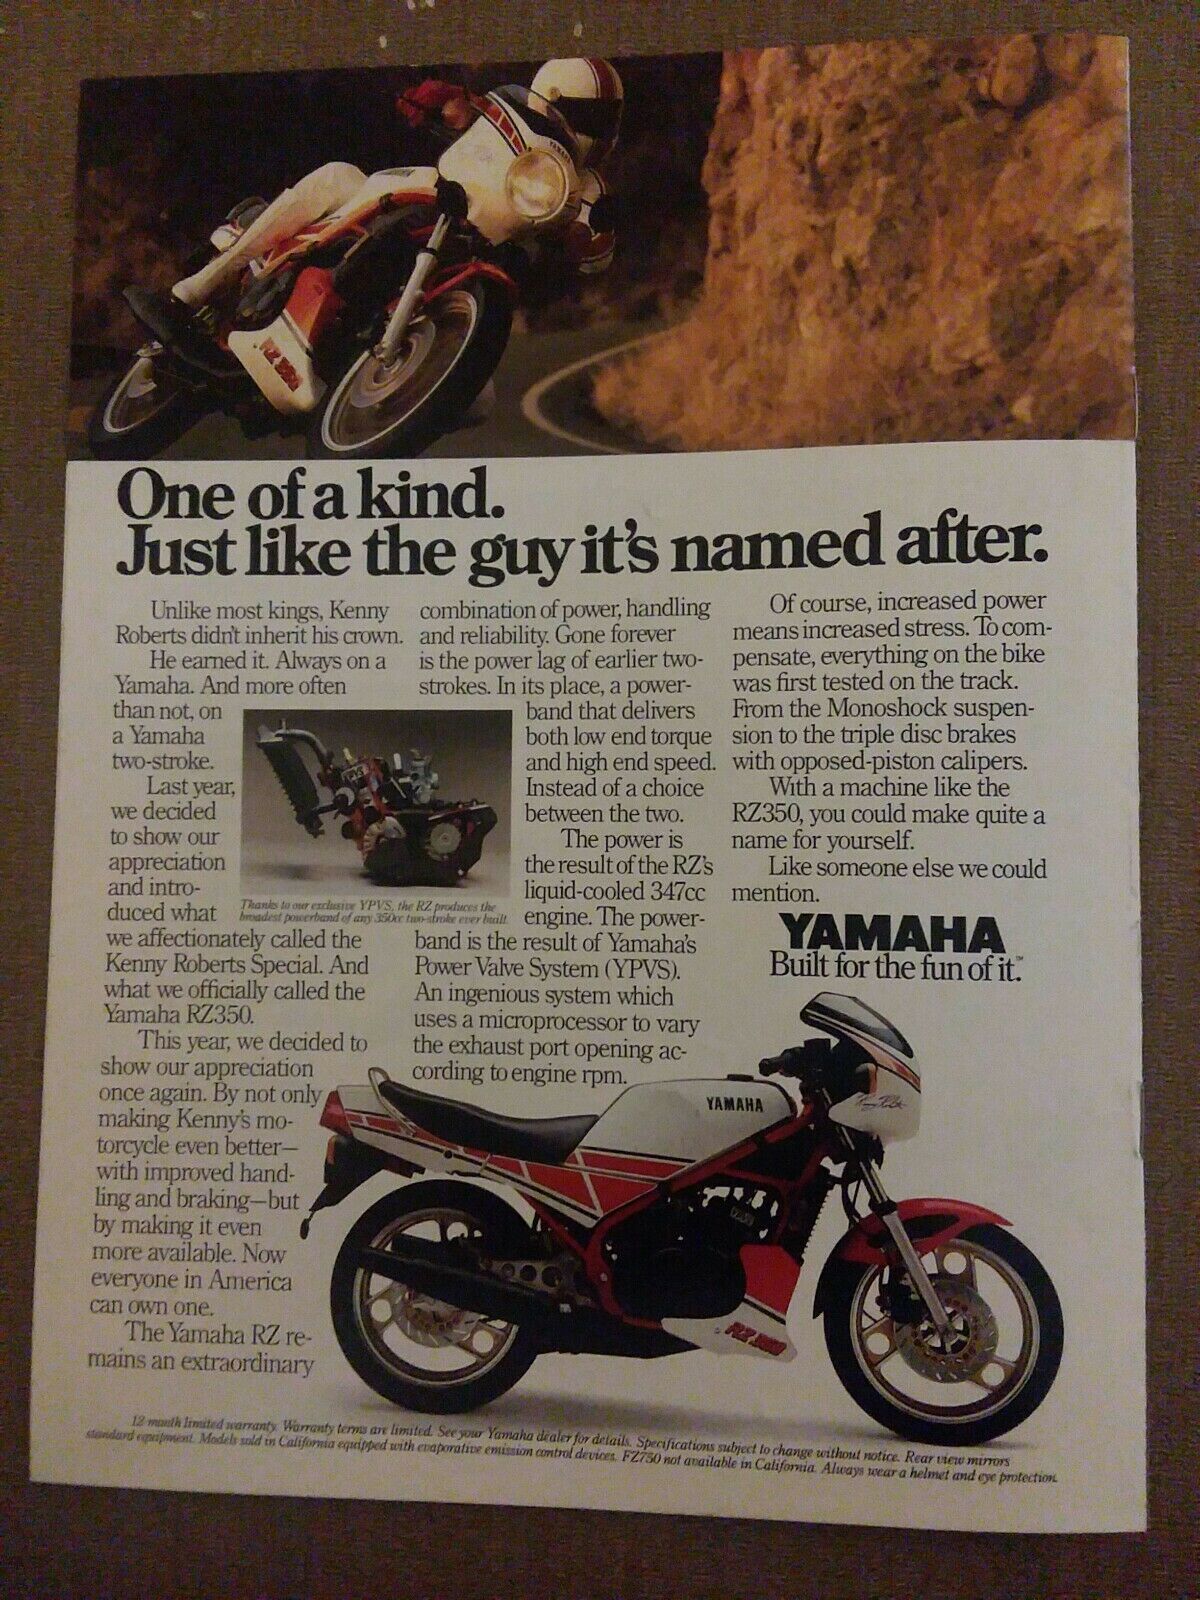 YAMAHA
RZ 350
One of a kind.
Just like the guy it's named after.
Unlike most kings, Kenny
Roberts didn't inherit his crown.
He earned it. Always on a
Yamaha. And more often
than not, on
a Yamaha
two-stroke.
Last year,
we decided
to show our
appreciation
and intro-
duced what
we affectionately called the
Kenny Roberts Special. And
what we officially called the
Yamaha RZ350.
This year, we decided to
show our appreciation
once again. By not only
making Kenny's mo-
torcycle even better—
with improved hand-
ling and braking—but
by making it even
more available. Now
everyone in America
can own one.
The Yamaha RZ re-
mains an extraordinary
Thanks to our exclusive YPVS, the RZ produces the
broadest powerband of any 350cc two-stroke ever built.
combination of power, handling
and reliability. Gone forever
is the power lag of earlier two-
strokes. In its place, a power-
band that delivers
both low end torque
and high end speed.
Instead of a choice
between the two.
The power is
the result of the RZ's
liquid-cooled 347cc
engine. The power-
band is the result of Yamaha's
Power Valve System (YPVS).
An ingenious system which
uses a microprocessor to vary
the exhaust port opening ac-
cording to engine rpm.
Of course, increased power
means increased stress. To com-
pensate, everything on the bike
was first tested on the track.
From the Monoshock suspen-
sion to the triple disc brakes
with opposed-piston calipers.
With a machine like the
RZ350, you could make quite a
name for yourself.
Like someone else we could
mention.
YAMAHA
Built for the fun of it.™
YAMAHA
RZ 350
12 month limited warranty. Warranty terms are limited. See your Yamaha dealer for details. Specifications subject to change without notice. Rear view mirrors
standard equipment. Models sold in California equipped with evaporative emission control devices. FZ750 not available in California. Always wear a helmet and eye protection.